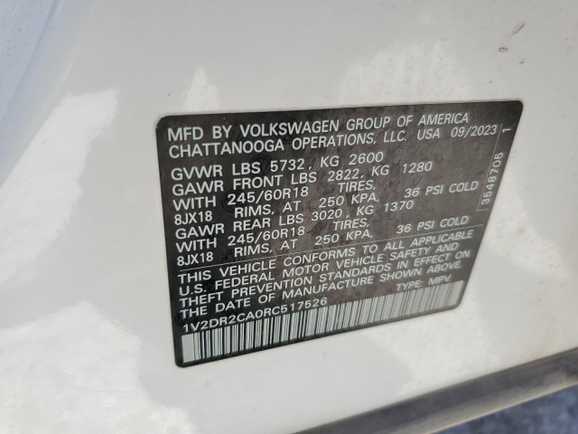 MFD BY VOLKSWAGEN GROUP OF AMERICA
CHATTANOOGA OPERATIONS, LLC. USA 09/2023
GVWR LBS 5732, KG 2600
GAWR FRONT LBS 2822, KG 1280
WITH 245/60R18 TIRES,
8JX18 RIMS, AT 250 KPA, 36 PSI COLD
GAWR REAR LBS 3020, KG 1370
WITH 245/60R18 TIRES,
8JX18 RIMS, AT 250 KPA, 36 PSI COLD
THIS VEHICLE CONFORMS TO ALL APPLICABLE
U.S. FEDERAL MOTOR VEHICLE SAFETY AND
THEFT PREVENTION STANDARDS IN EFFECT ON
THE DATE OF MANUFACTURE SHOWN ABOVE.
1V2DR2CA0RC517526 TYPE: MPV
3548706 1